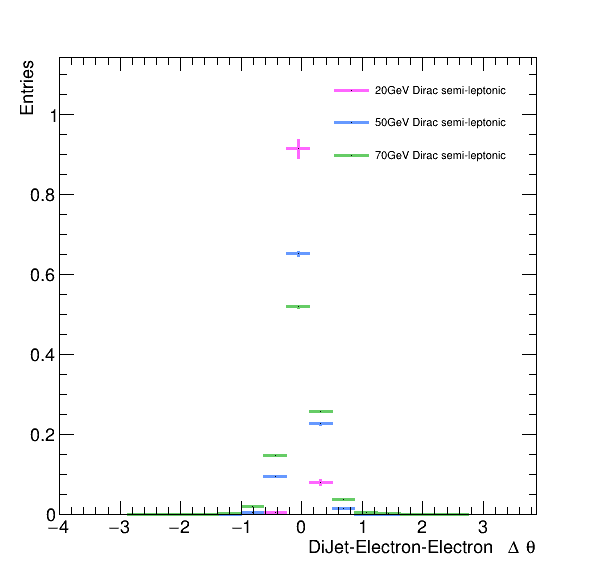 Entries
20GeV Dirac semi-leptonic
50GeV Dirac semi-leptonic
70GeV Dirac semi-leptonic
1
0.8
0.6
0.4
0.2
0
−4 −3 −2 −1 0 1 2 3
DiJet-Electron-Electron Δ θ